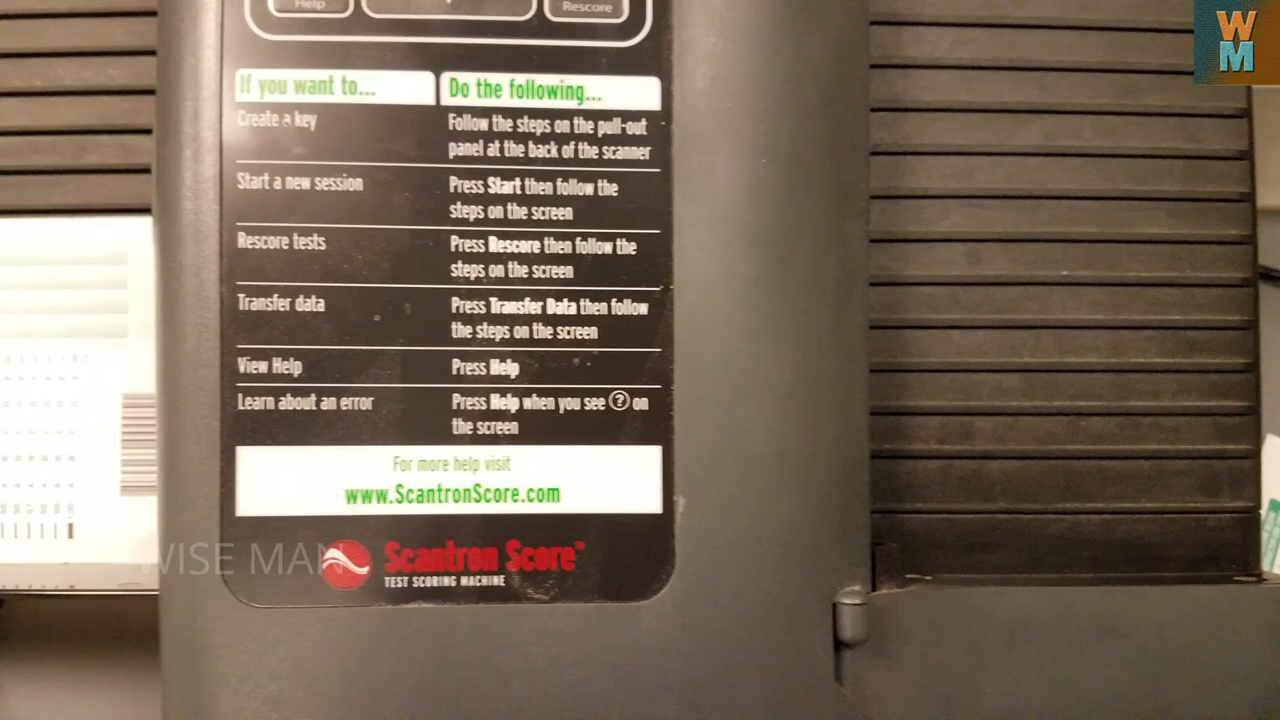 Help
Rescore
W
M
If you want to...
Do the following...
Create a key
Follow the steps on the pull-out
panel at the back of the scanner
Start a new session
Press Start then follow the
steps on the screen
Rescore tests
Press Rescore then follow the
steps on the screen
Transfer data
Press Transfer Data then follow
the steps on the screen
View Help
Press Help
Learn about an error
Press Help when you see ? on
the screen
For more help visit
www.ScantronScore.com
WISE MAN
Scantron Score™
TEST SCORING MACHINE